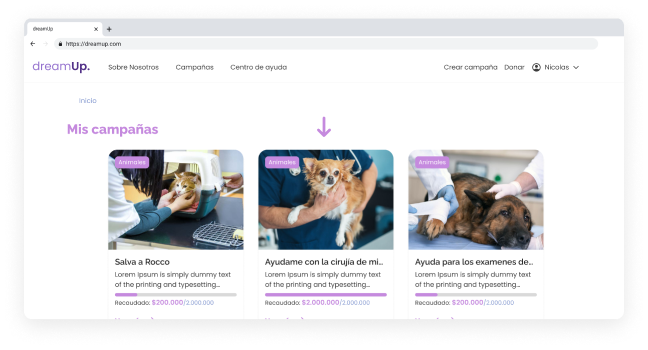 dreamUp
https://dreamup.com
dreamUp.
Sobre Nosotros
Campañas
Centro de ayuda
Crear campaña
Donar
Nicolas
Inicio
Mis campañas
Animales
Animales
Animales
Salva a Rocco
Lorem Ipsum is simply dummy text
of the printing and typesetting...
Recaudado: $200.000/2.000.000
Ayudame con la cirujía de mi...
Lorem Ipsum is simply dummy text
of the printing and typesetting...
Recaudado: $2.000.000/2.000.000
Ayuda para los examenes de...
Lorem Ipsum is simply dummy text
of the printing and typesetting...
Recaudado: $200.000/2.000.000